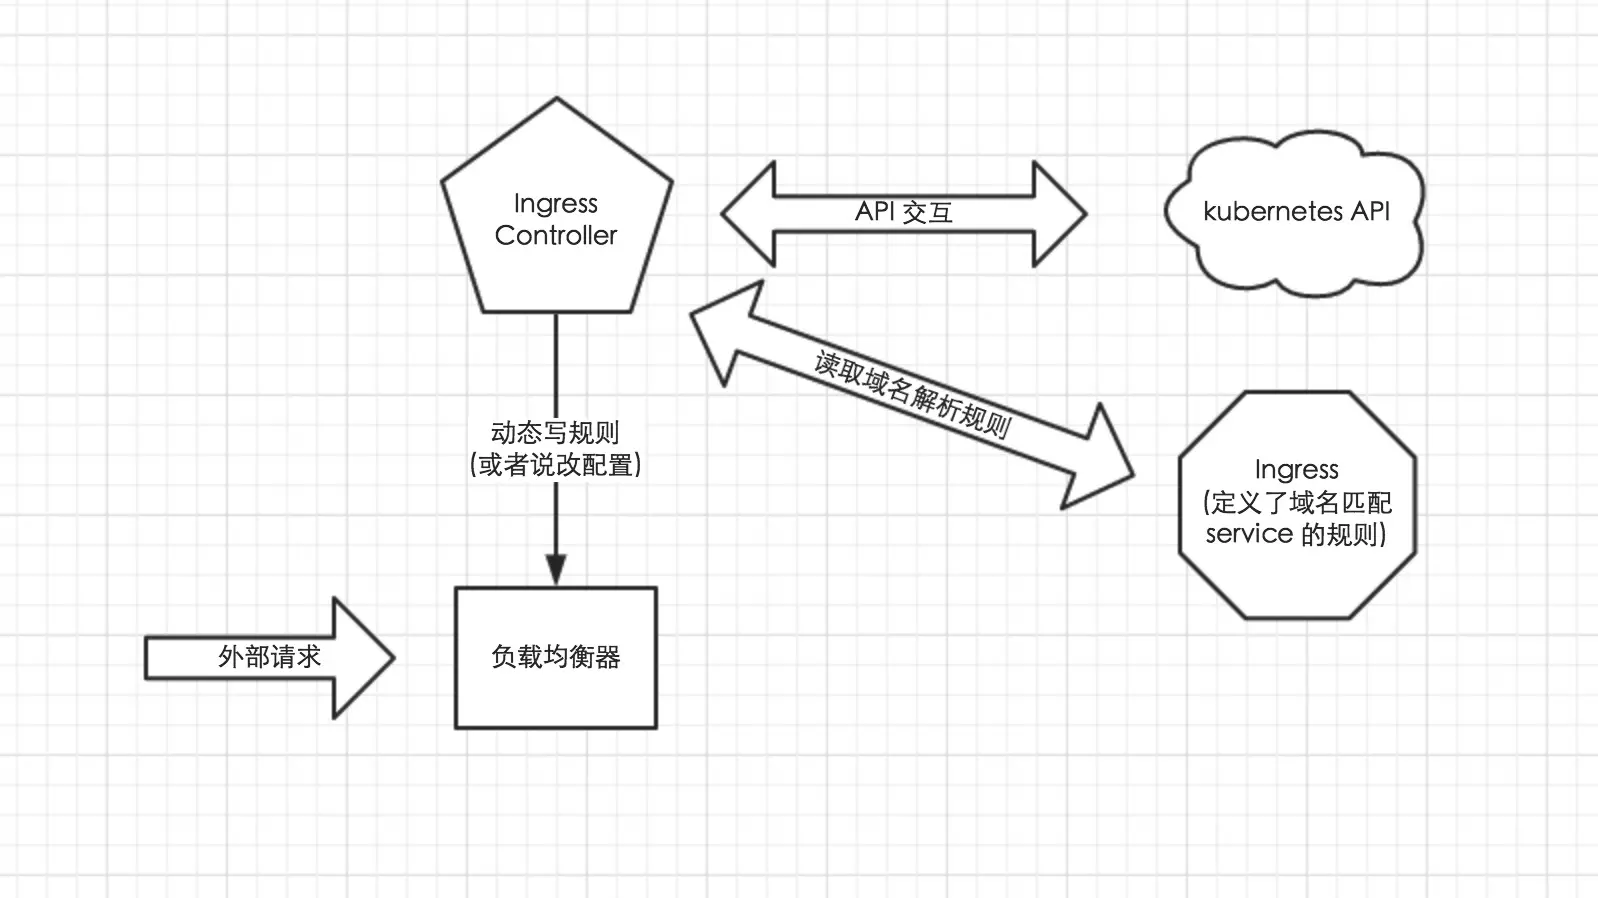 Ingress
Controller
API 交互
kubernetes API
读取域名解析规则
动态写规则
(或者说改配置)
Ingress
(定义了域名匹配
service 的规则)
外部请求
负载均衡器